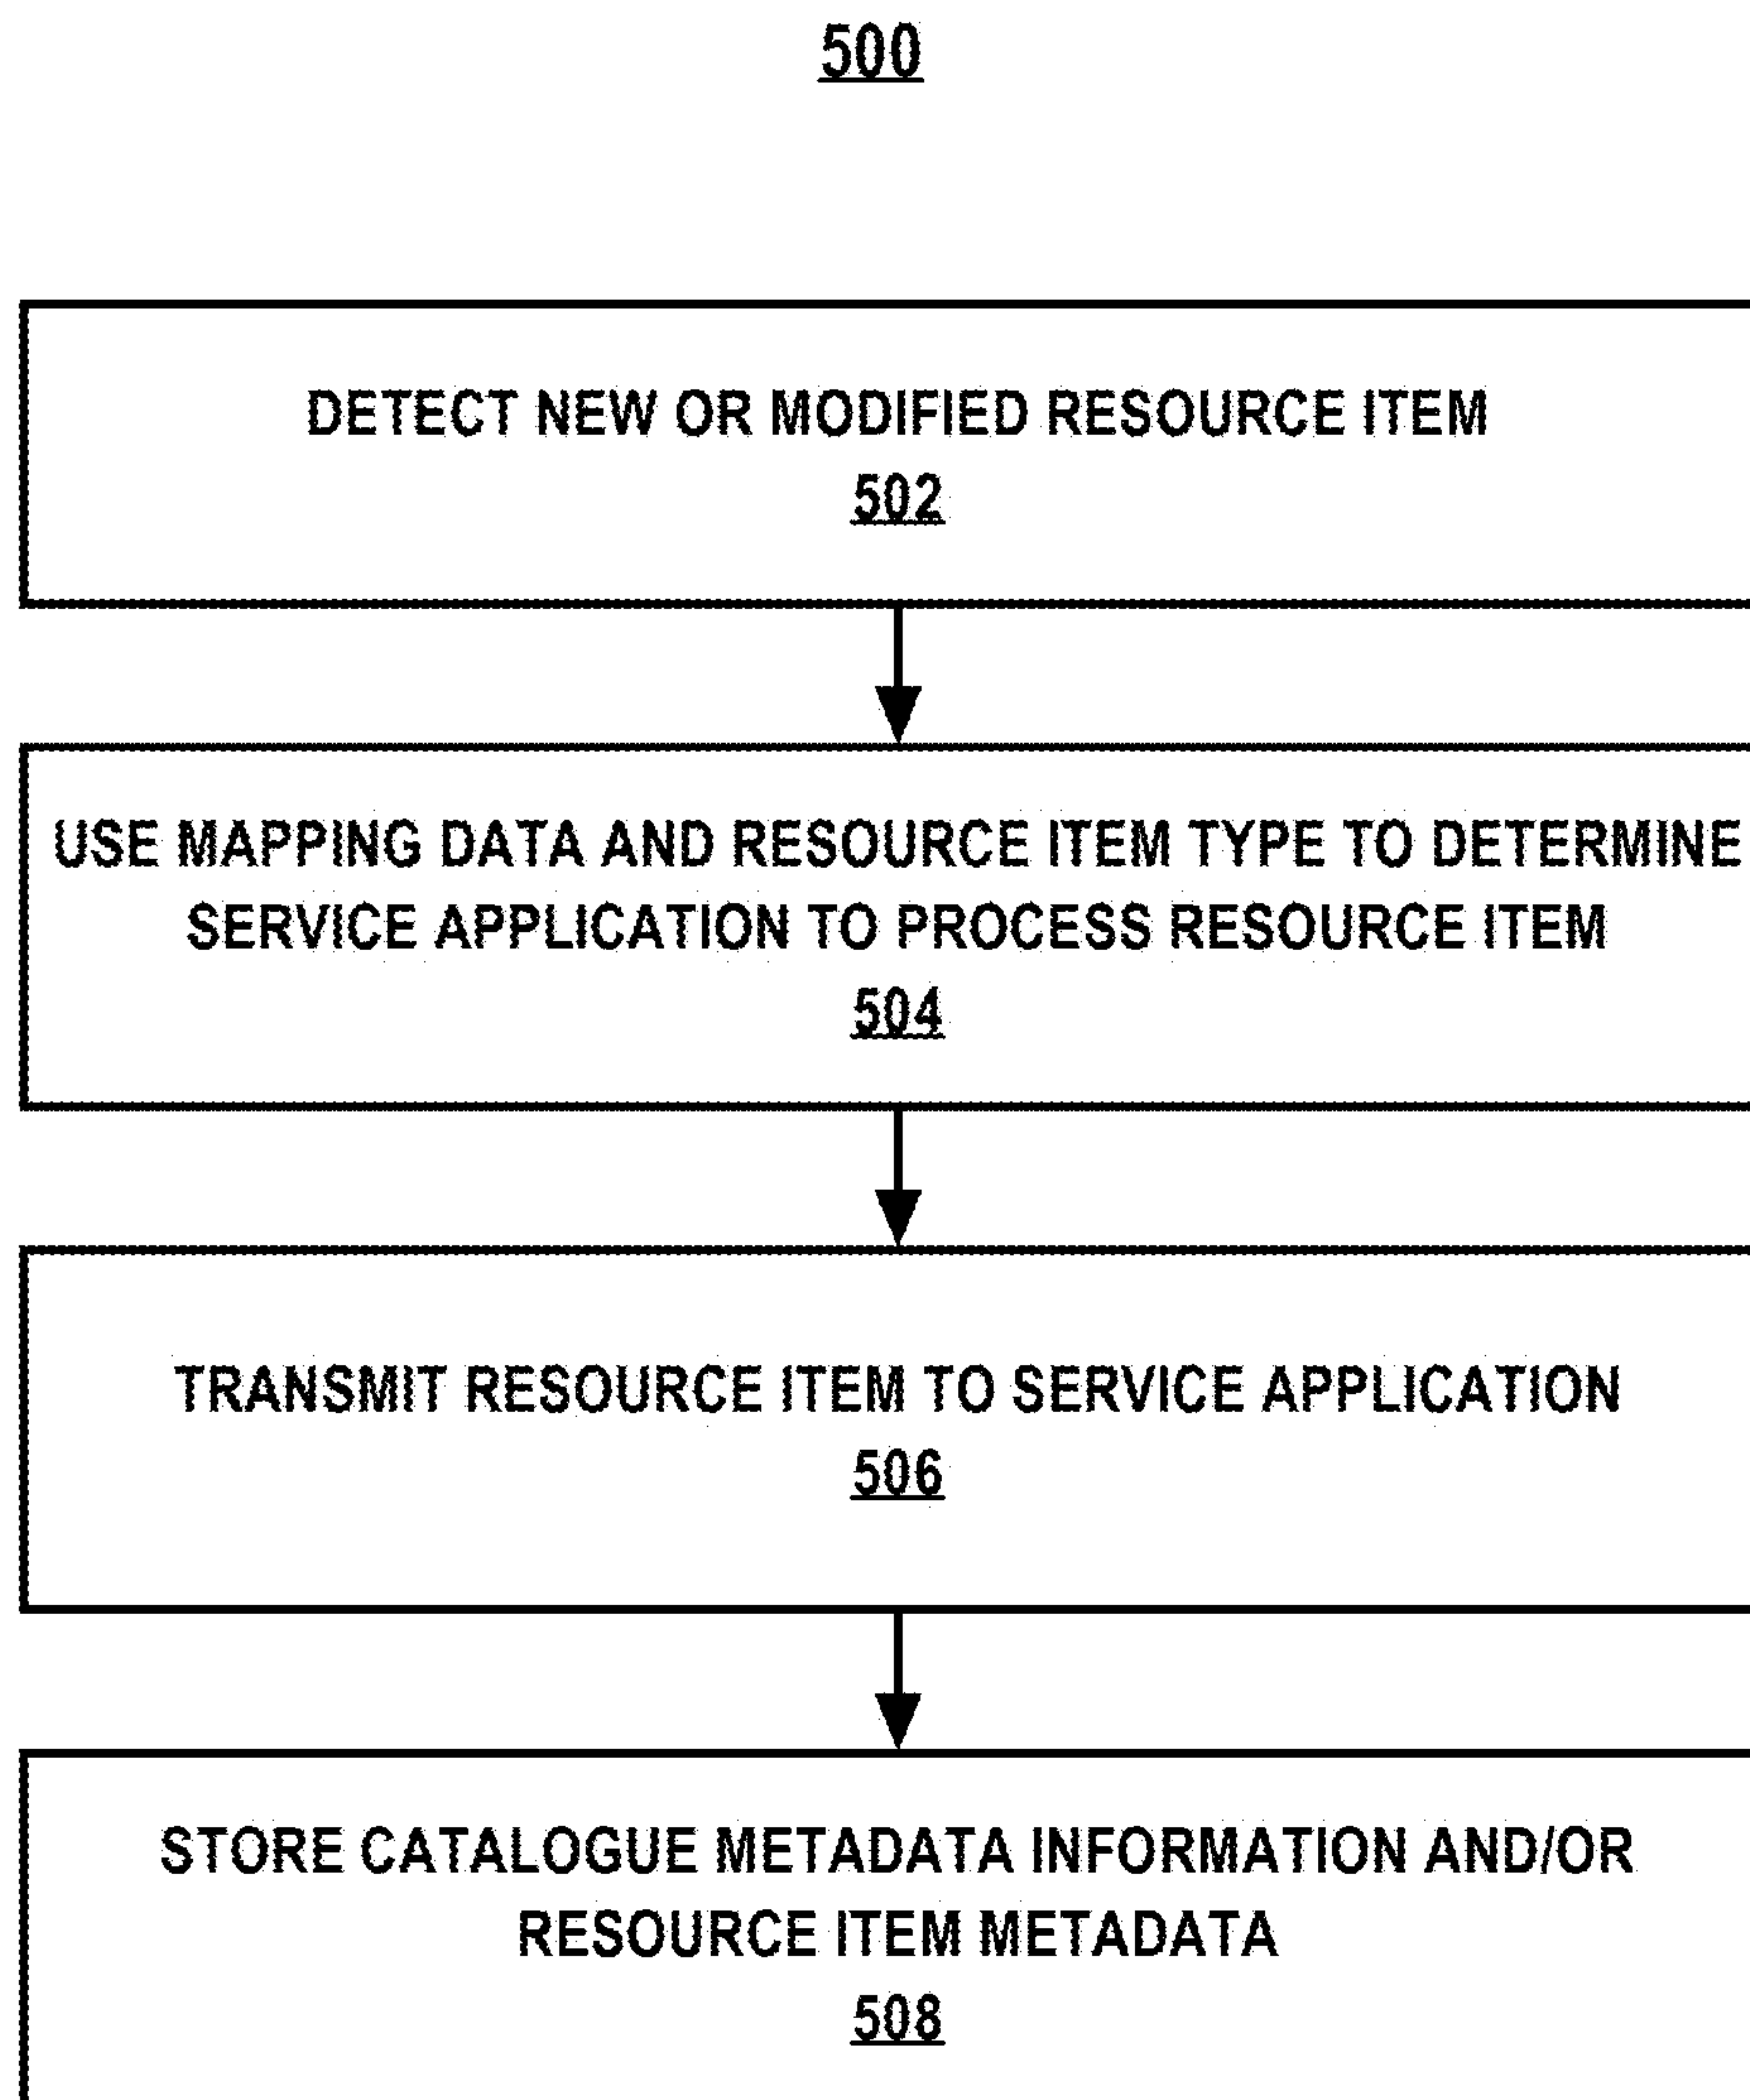 500
DETECT NEW OR MODIFIED RESOURCE ITEM
502
USE MAPPING DATA AND RESOURCE ITEM TYPE TO DETERMINE
SERVICE APPLICATION TO PROCESS RESOURCE ITEM
504
TRANSMIT RESOURCE ITEM TO SERVICE APPLICATION
506
STORE CATALOGUE METADATA INFORMATION AND/OR
RESOURCE ITEM METADATA
508